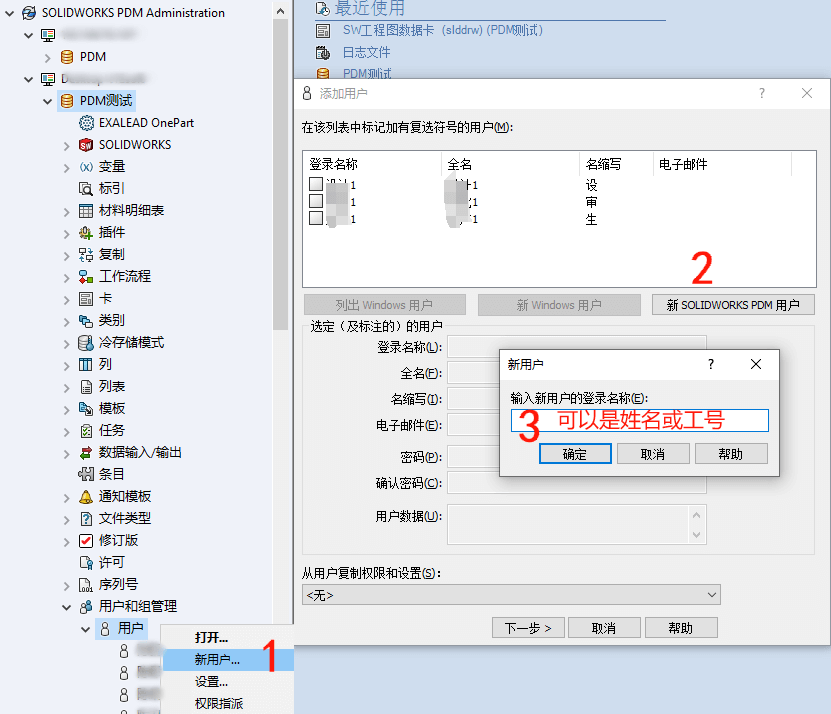 SOLIDWORKS PDM Administration
PDM
PDM测试
EXALEAD OnePart
SOLIDWORKS
变量
标引
材料明细表
插件
复制
工作流程
卡
类别
冷存储模式
列
列表
模板
任务
数据输入/输出
条目
通知模板
文件类型
修订版
许可
序列号
用户和组管理
用户
打开...
新用户...
1
设置...
权限指派
最近使用
SW工程图数据卡 (slddrw) (PDM测试)
日志文件
PDM测试
添加用户
?
在该列表中标记加有复选符号的用户(M):
登录名称 全名 名缩写 电子邮件
1 计1 设
1 1 审
1 1 生
2
列出 Windows 用户 新 Windows 用户 新 SOLIDWORKS PDM 用户
选定（及标注的）的用户
登录名称(L):
全名(F):
名缩写(I):
电子邮件(E):
密码(P):
确认密码(C):
用户数据(U):
新用户 ?
输入新用户的登录名称(E):
3 可以是姓名或工号
确定 取消 帮助
从用户复制权限和设置(S):
<无>
下一步 > 取消 帮助